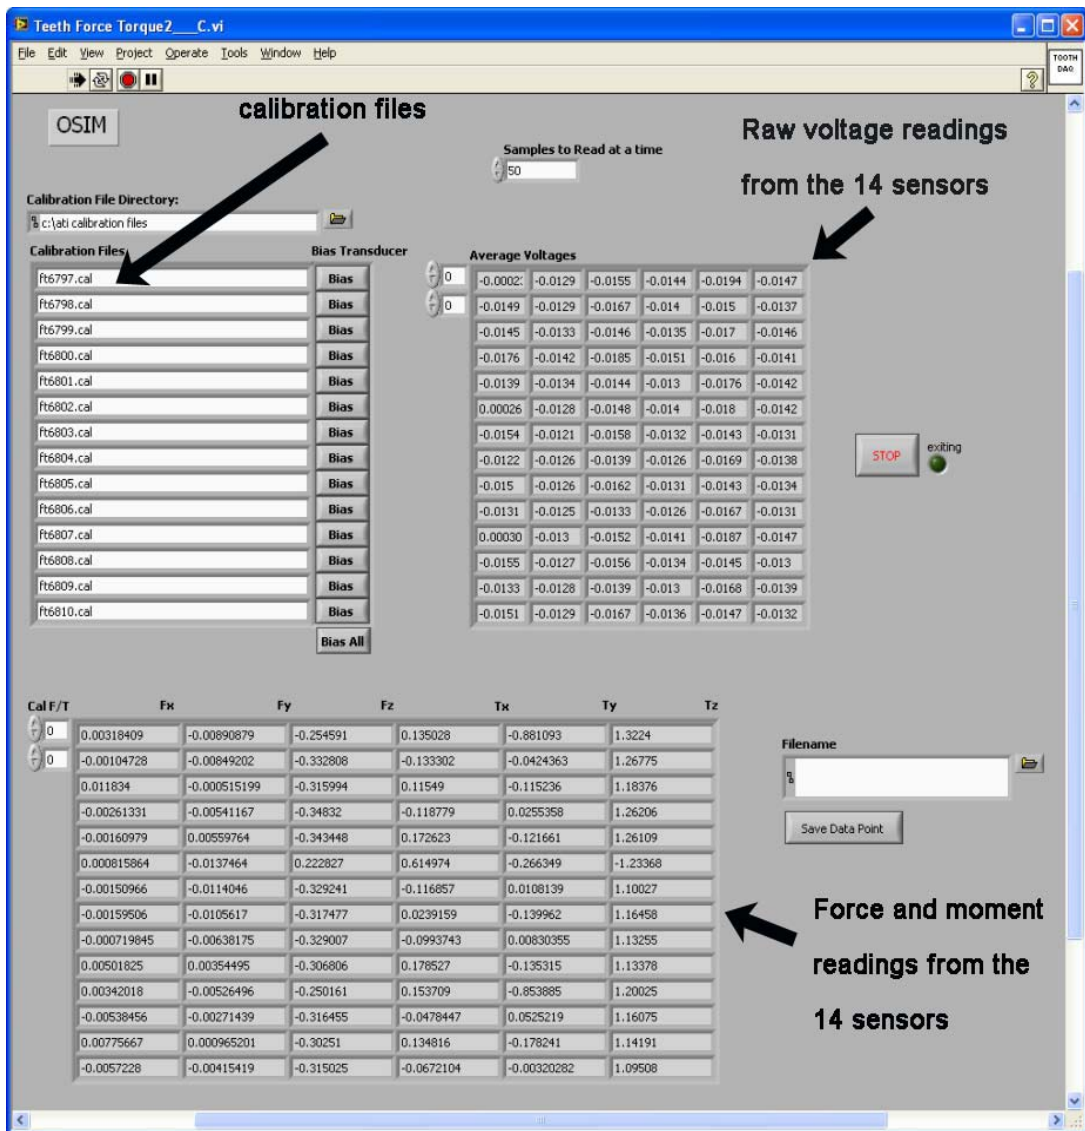 Teeth Force Torque2___C.vi
File Edit View Project Operate Tools Window Help
TOOTH
DAQ
OSIM
calibration files
Samples to Read at a time
50
Raw voltage readings
from the 14 sensors
Calibration File Directory:
c:\ati calibration files
Calibration Files
Bias Transducer
Average Voltages
0
0
ft6797.cal Bias -0.0002 -0.0129 -0.0155 -0.0144 -0.0194 -0.0147
ft6798.cal Bias -0.0149 -0.0129 -0.0167 -0.014 -0.015 -0.0137
ft6799.cal Bias -0.0145 -0.0133 -0.0146 -0.0135 -0.017 -0.0146
ft6800.cal Bias -0.0176 -0.0142 -0.0185 -0.0151 -0.016 -0.0141
ft6801.cal Bias -0.0139 -0.0134 -0.0144 -0.013 -0.0176 -0.0142
ft6802.cal Bias 0.00026 -0.0128 -0.0148 -0.014 -0.018 -0.0142
ft6803.cal Bias -0.0154 -0.0121 -0.0158 -0.0132 -0.0143 -0.0131
ft6804.cal Bias -0.0122 -0.0126 -0.0139 -0.0126 -0.0169 -0.0138
ft6805.cal Bias -0.015 -0.0126 -0.0162 -0.0131 -0.0143 -0.0134
ft6806.cal Bias -0.0131 -0.0125 -0.0133 -0.0126 -0.0167 -0.0131
ft6807.cal Bias 0.00030 -0.013 -0.0152 -0.0141 -0.0187 -0.0147
ft6808.cal Bias -0.0155 -0.0127 -0.0156 -0.0134 -0.0145 -0.013
ft6809.cal Bias -0.0133 -0.0128 -0.0139 -0.013 -0.0168 -0.0139
ft6810.cal Bias -0.0151 -0.0129 -0.0167 -0.0136 -0.0147 -0.0132
Bias All
STOP
exiting
Cal F/T Fx Fy Fz Tx Ty Tz
0
0
0.00318409 -0.00890879 -0.254591 0.135028 -0.881093 1.3224
-0.00104728 -0.00849202 -0.332808 -0.133302 -0.0424363 1.26775
0.011834 -0.000515199 -0.315994 0.11549 -0.115236 1.18376
-0.00261331 -0.00541167 -0.34832 -0.118779 0.0255358 1.26206
-0.00160979 0.00559764 -0.343448 0.172623 -0.121661 1.26109
0.000815864 -0.0137464 0.222827 0.614974 -0.266349 -1.23368
-0.00150966 -0.0114046 -0.329241 -0.116857 0.0108139 1.10027
-0.00159506 -0.0105617 -0.317477 0.0239159 -0.139962 1.16458
-0.000719845 -0.00638175 -0.329007 -0.0993743 0.00830355 1.13255
0.00501825 0.00354495 -0.306806 0.178527 -0.135315 1.13378
0.00342018 -0.00526496 -0.250161 0.153709 -0.853885 1.20025
-0.00538456 -0.00271439 -0.316455 -0.0478447 0.0525219 1.16075
0.00775667 0.000965201 -0.30251 0.134816 -0.178241 1.14191
-0.0057228 -0.00415419 -0.315025 -0.0672104 -0.00320282 1.09508
Filename
Save Data Point
Force and moment
readings from the
14 sensors